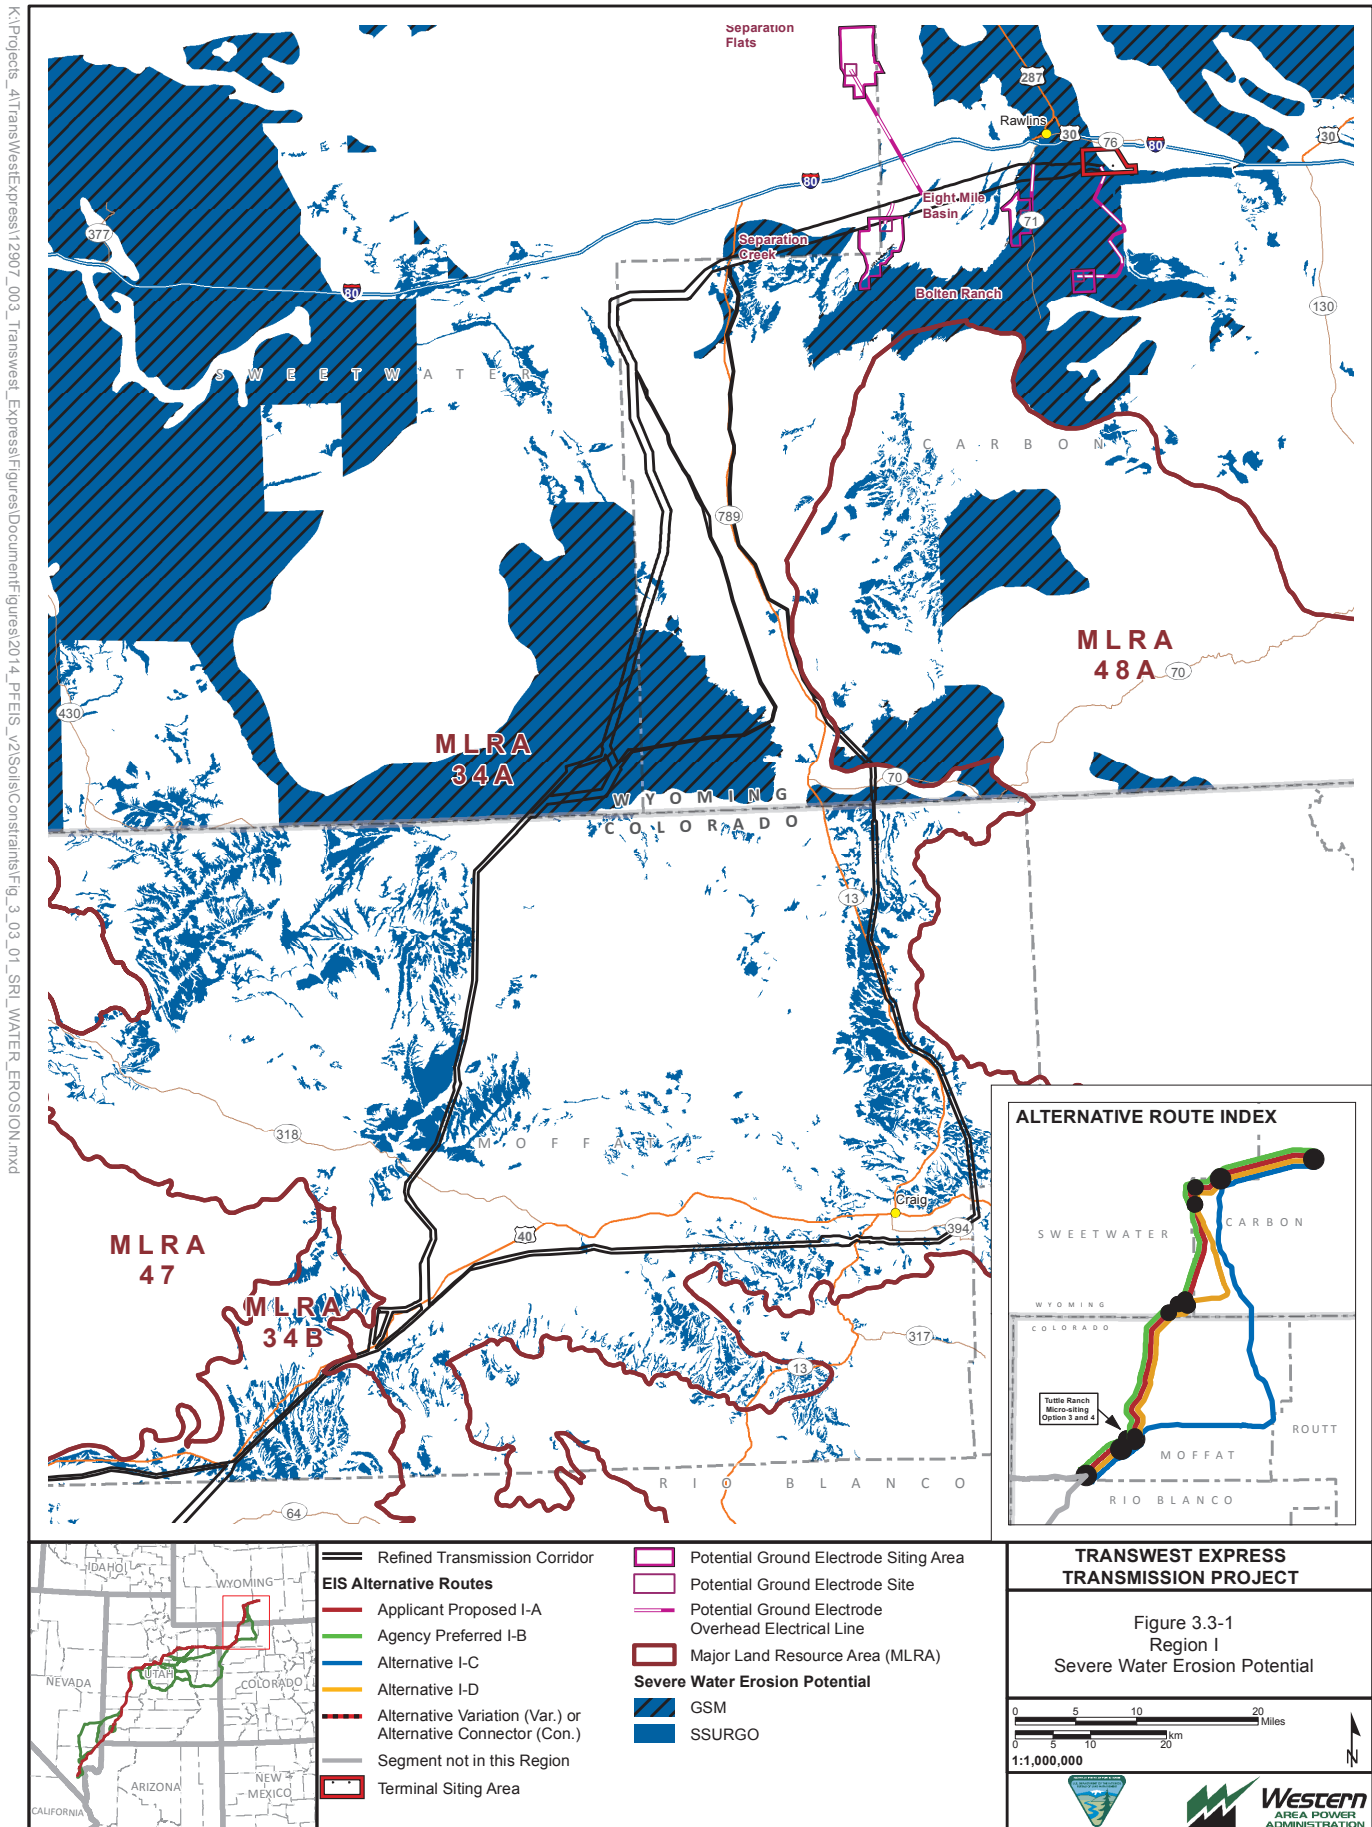 K:\Projects_4\TransWestExpress\12907_003_Transwest_Express\Figures\DocumentFigures\2014_PFEIS_v2\Soils\Constraints\Fig_3_03_01_SRI_WATER_EROSION.mxd
Separation
Flats
287
Rawlins
30
76
80
30
80
377
Eight Mile
Basin
71
Separation
Creek
80
Bolten Ranch
130
SWEETWATER
CARBON
789
MLRA
48A
70
430
MLRA
34A
70
WYOMING
COLORADO
13
318
MOFFAT
Craig
394
40
MLRA
47
MLRA
34B
317
13
RIO BLANCO
64
ALTERNATIVE ROUTE INDEX
SWEETWATER
CARBON
WYOMING
COLORADO
Tuttle Ranch
Micro-siting
Option 3 and 4
ROUTT
MOFFAT
RIO BLANCO
IDAHO
WYOMING
NEVADA
UTAH
COLORADO
ARIZONA
NEW
MEXICO
CALIFORNIA
Refined Transmission Corridor
EIS Alternative Routes
Applicant Proposed I-A
Agency Preferred I-B
Alternative I-C
Alternative I-D
Alternative Variation (Var.) or
Alternative Connector (Con.)
Segment not in this Region
Terminal Siting Area
Potential Ground Electrode Siting Area
Potential Ground Electrode Site
Potential Ground Electrode
Overhead Electrical Line
Major Land Resource Area (MLRA)
Severe Water Erosion Potential
GSM
SSURGO
TRANSWEST EXPRESS
TRANSMISSION PROJECT
Figure 3.3-1
Region I
Severe Water Erosion Potential
0 5 10 20
Miles
0 5 10 20
km
1:1,000,000
N
Western
AREA POWER
ADMINISTRATION